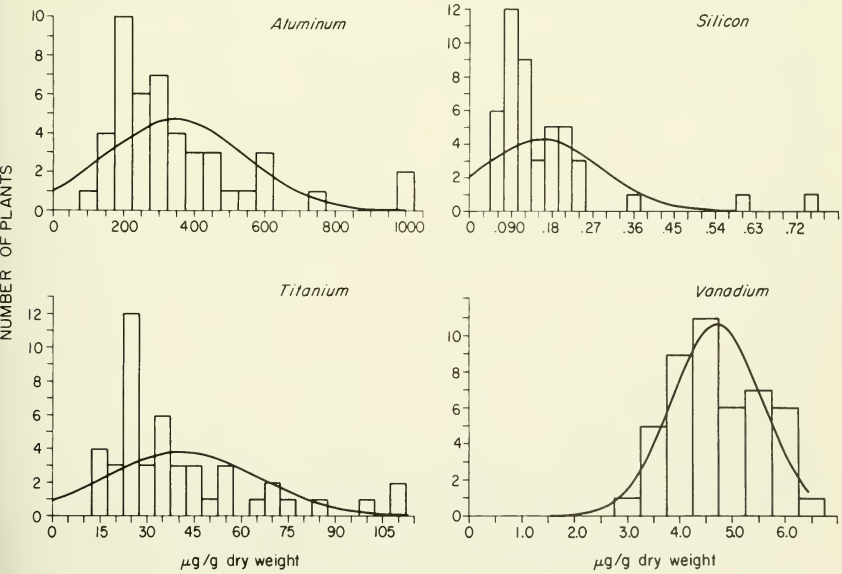 NUMBER OF PLANTS
Aluminum
10
8
6
4
2
0
0 200 400 600 800 1000
Silicon
12
10
8
6
4
2
0
0 .090 .18 .27 .36 .45 .54 .63 .72
Titanium
12
10
8
6
4
2
0
0 15 30 45 60 75 90 105
μg/g dry weight
Vanadium
10
8
6
4
2
0
0 1.0 2.0 3.0 4.0 5.0 6.0
μg/g dry weight